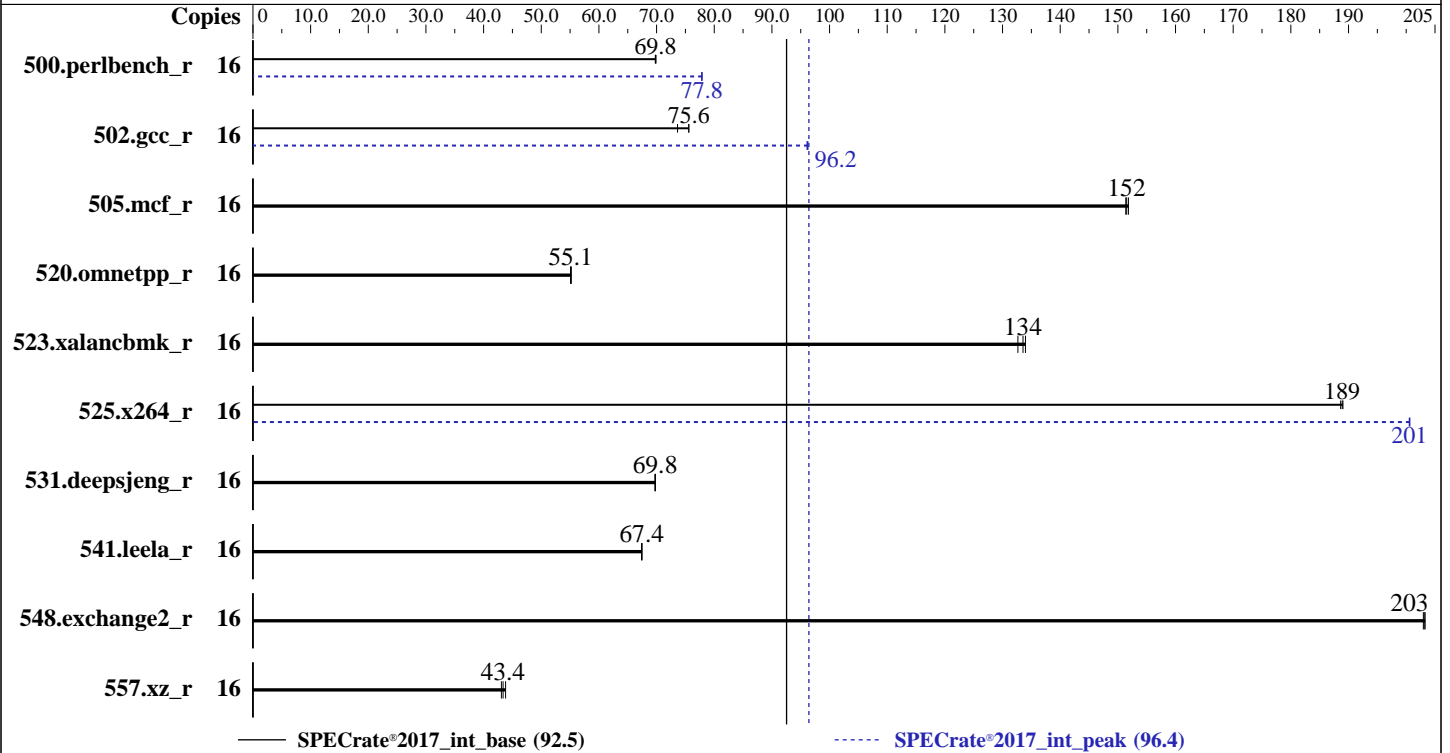 Copies 0 10.0 20.0 30.0 40.0 50.0 60.0 70.0 80.0 90.0 100 110 120 130 140 150 160 170 180 190 205
500.perlbench_r 16 69.8
77.8
502.gcc_r 16 75.6
96.2
505.mcf_r 16 152
520.omnetpp_r 16 55.1
523.xalancbmk_r 16 134
525.x264_r 16 189
201
531.deepsjeng_r 16 69.8
541.leela_r 16 67.4
548.exchange2_r 16 203
557.xz_r 16 43.4
SPECrate®2017_int_base (92.5) SPECrate®2017_int_peak (96.4)